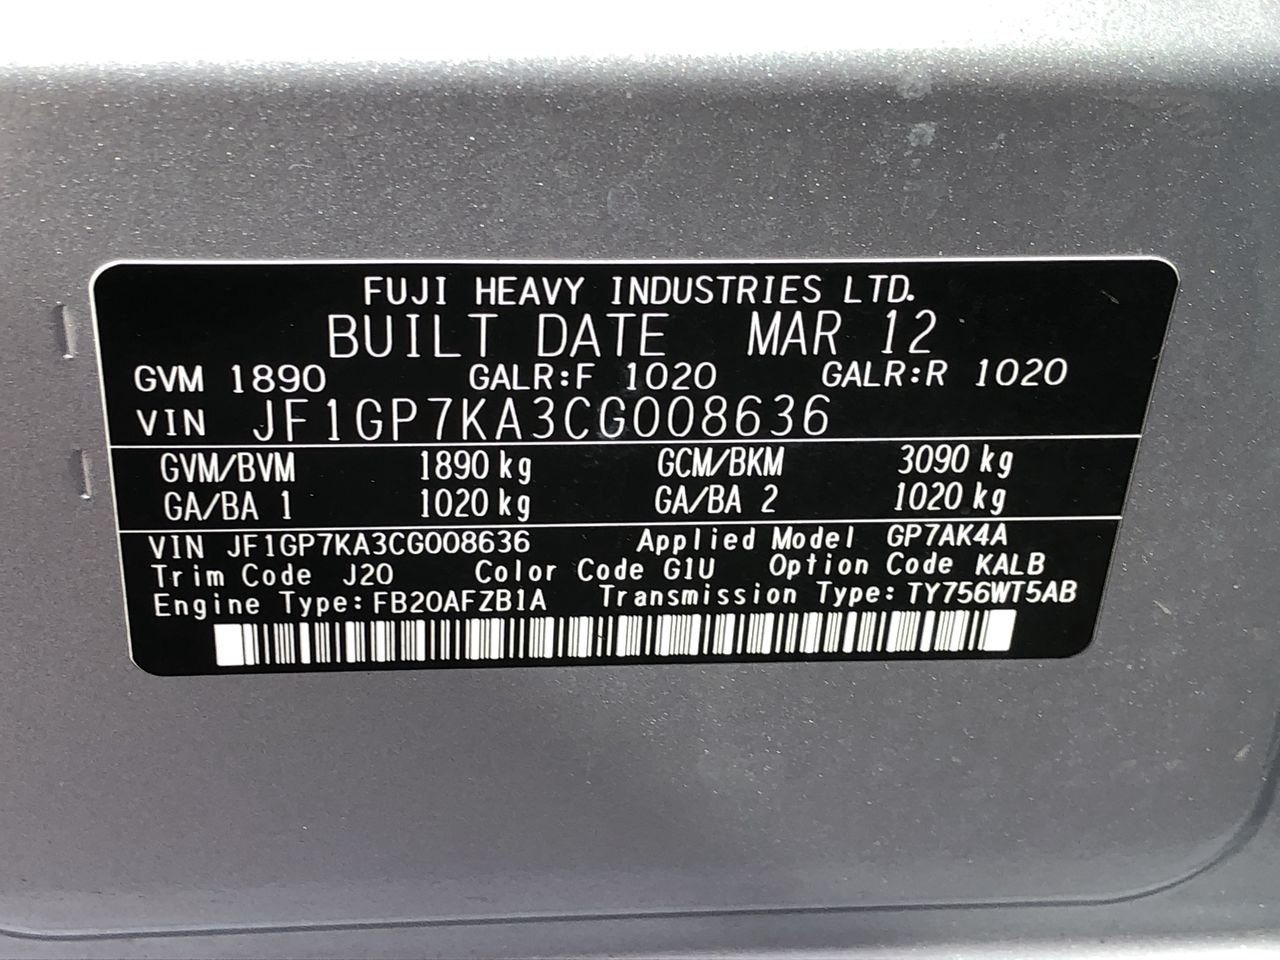 FUJI HEAVY INDUSTRIES LTD.
BUILT DATE MAR 12
GVM 1890 GALR:F 1020 GALR:R 1020
VIN JF1GP7KA3CG008636
GVM/BVM 1890 kg GCM/BKM 3090 kg
GA/BA 1 1020 kg GA/BA 2 1020 kg
VIN JF1GP7KA3CG008636 Applied Model GP7AK4A
Trim Code J20 Color Code G1U Option Code KALB
Engine Type: FB20AFZB1A Transmission Type: TY756WT5AB